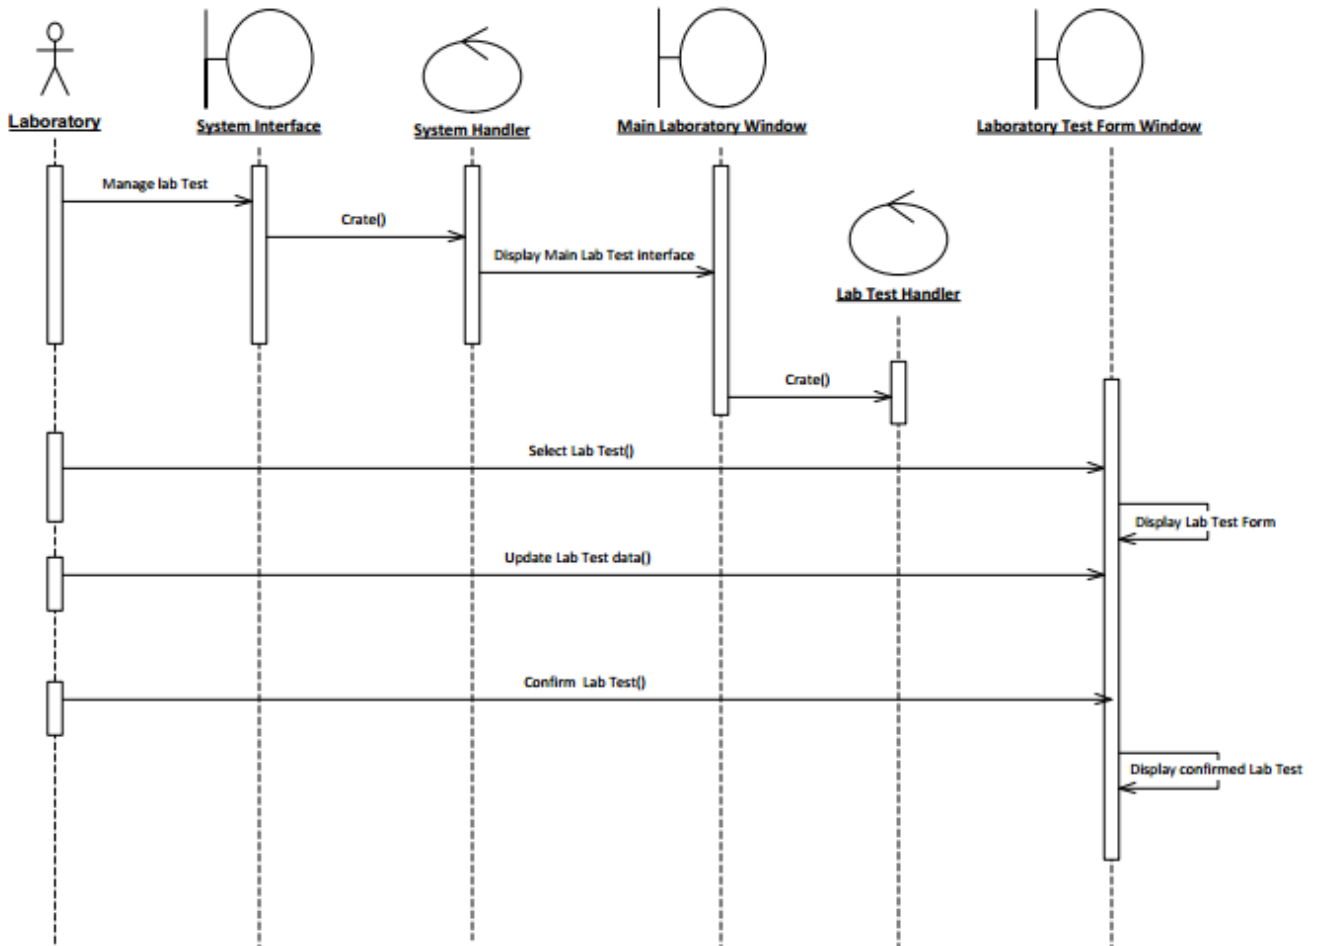 Laboratory
System Interface
System Handler
Main Laboratory Window
Laboratory Test Form Window
Manage lab Test
Crate()
Display Main Lab Test interface
Lab Test Handler
Crate()
Select Lab Test()
Display Lab Test Form
Update Lab Test data()
Confirm Lab Test()
Display confirmed Lab Test